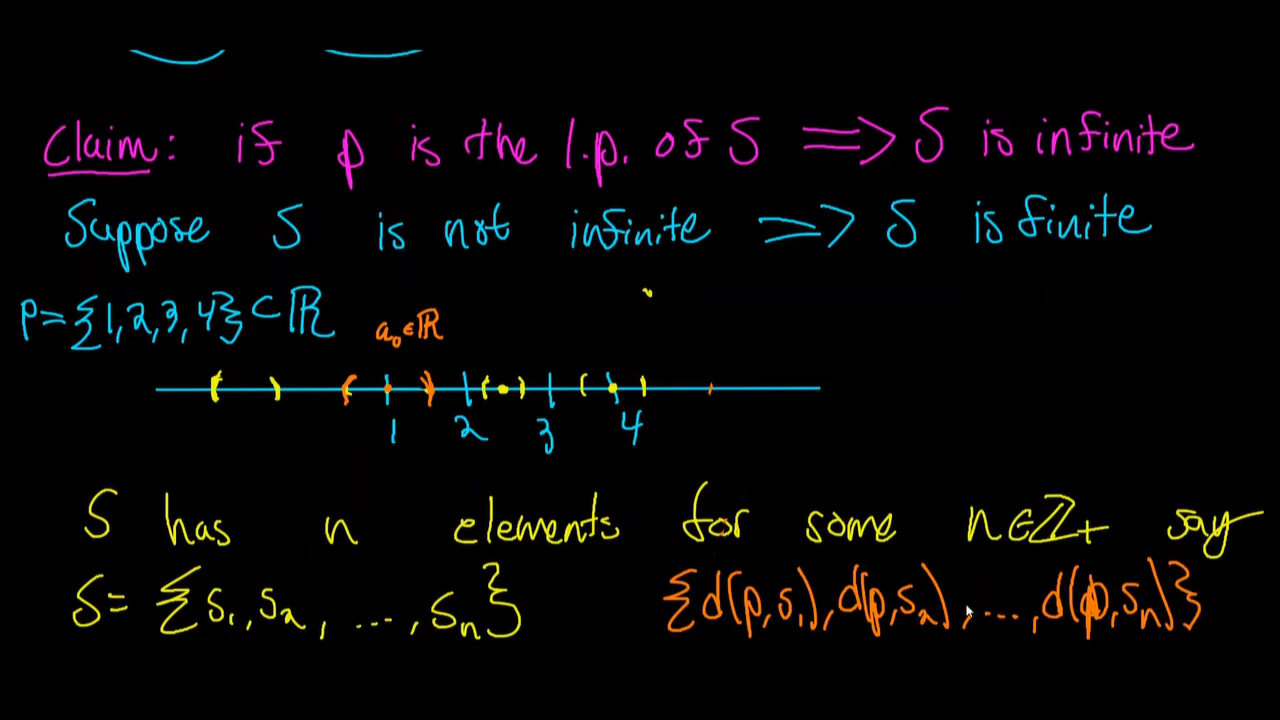 Claim: if p is the l.p. of S => S is infinite
Suppose S is not infinite => S is finite
P={1,2,3,4} ⊂ ℝ
a₀∈ℝ
1 2 3 4
S has n elements for some n∈ℤ₊ say
S= {s₁, s₂, ..., sₙ} {d(p,s₁), d(p,s₂), ..., d(p,sₙ)}